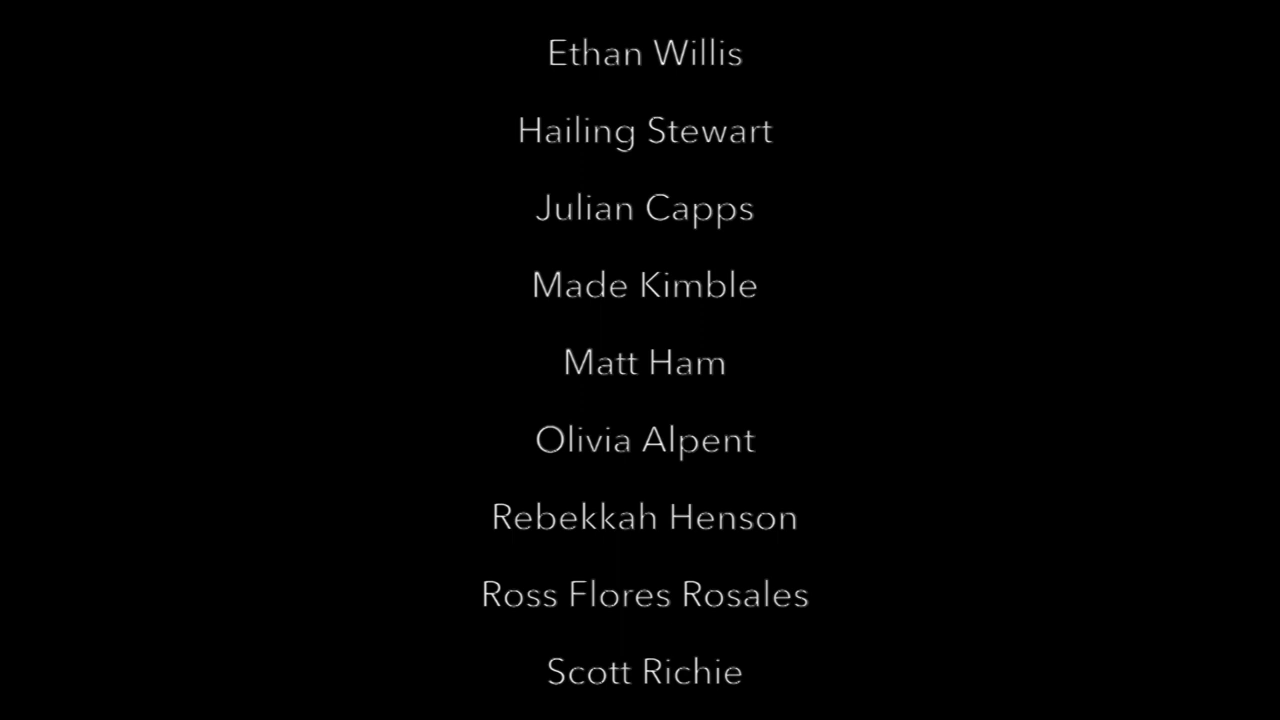 Ethan Willis
Hailing Stewart
Julian Capps
Made Kimble
Matt Ham
Olivia Alpent
Rebekkah Henson
Ross Flores Rosales
Scott Richie